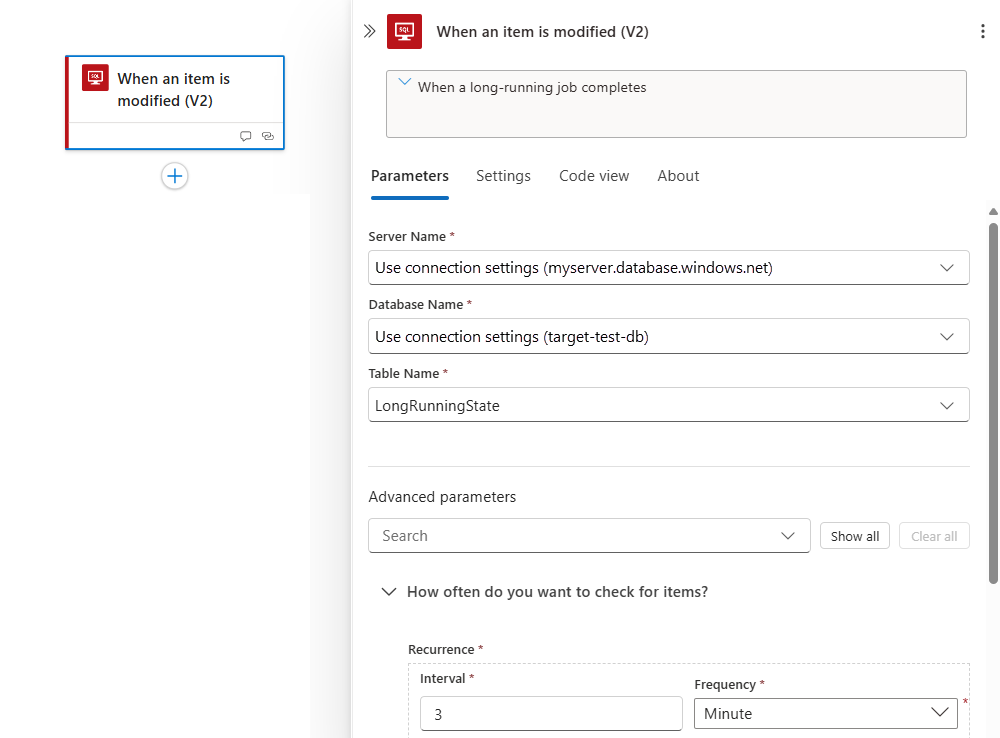 SQL
When an item is
modified (V2)
SQL
When an item is modified (V2)
When a long-running job completes
Parameters Settings Code view About
Server Name *
Use connection settings (myserver.database.windows.net)
Database Name *
Use connection settings (target-test-db)
Table Name *
LongRunningState
Advanced parameters
Search Show all Clear all
How often do you want to check for items?
Recurrence *
Interval * Frequency *
3 Minute *